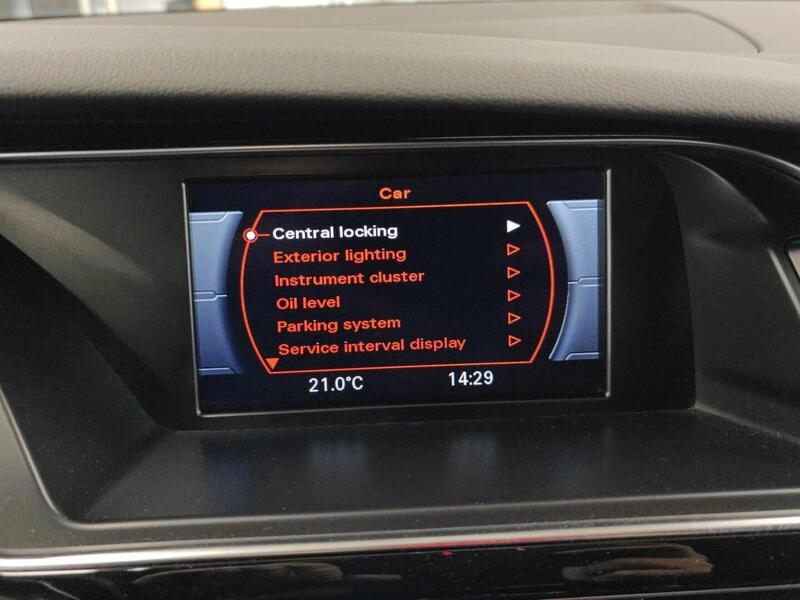 Car
Central locking
Exterior lighting
Instrument cluster
Oil level
Parking system
Service interval display
21.0°C 14:29